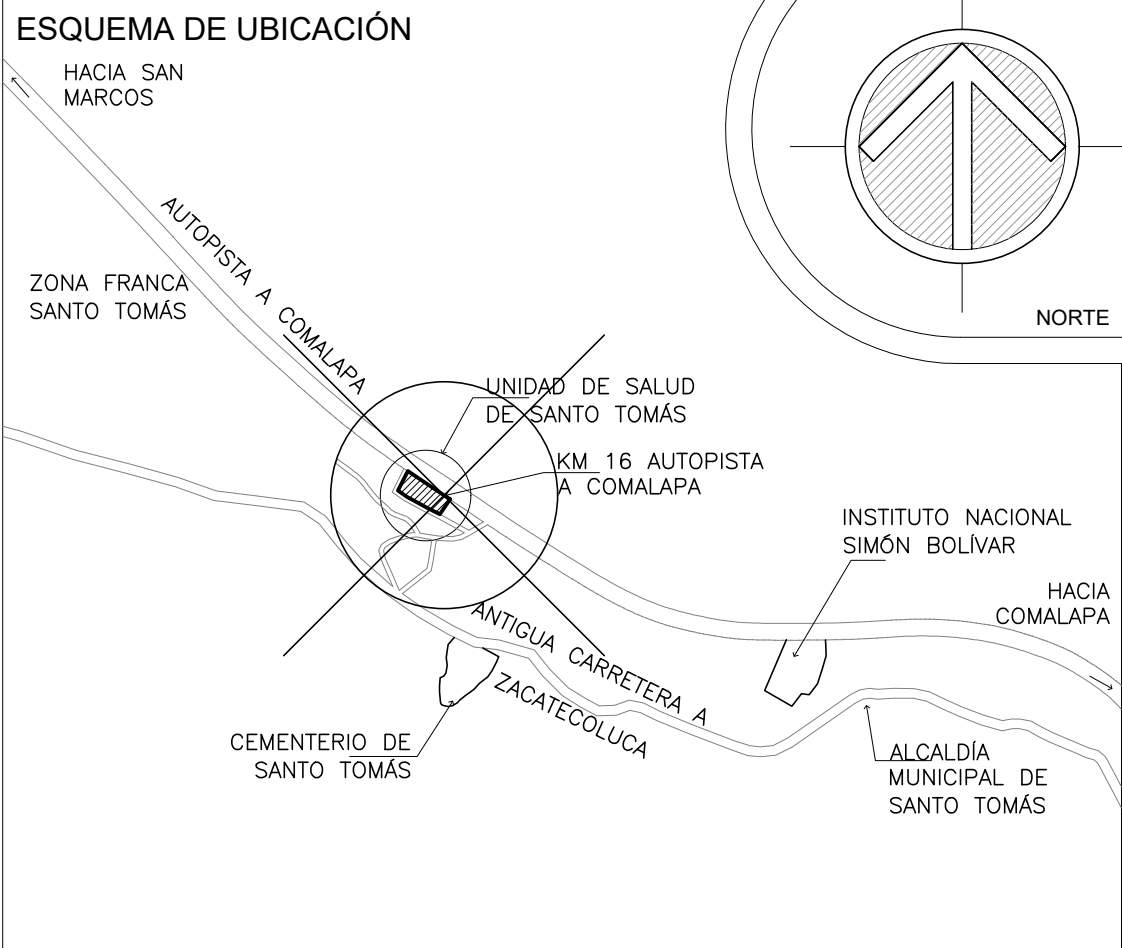 ESQUEMA DE UBICACIÓN
HACIA SAN
MARCOS
AUTOPISTA A COMALAPA
ZONA FRANCA
SANTO TOMÁS
NORTE
UNIDAD DE SALUD
DE SANTO TOMÁS
KM 16 AUTOPISTA
A COMALAPA
INSTITUTO NACIONAL
SIMÓN BOLÍVAR
HACIA
COMALAPA
ANTIGUA CARRETERA A
ZACATECOLUCA
CEMENTERIO DE
SANTO TOMÁS
ALCALDÍA
MUNICIPAL DE
SANTO TOMÁS